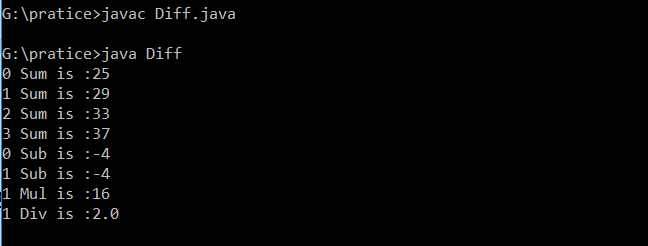 G:\pratice>javac Diff.java
G:\pratice>java Diff
0 Sum is :25
1 Sum is :29
2 Sum is :33
3 Sum is :37
0 Sub is :-4
1 Sub is :-4
1 Mul is :16
1 Div is :2.0